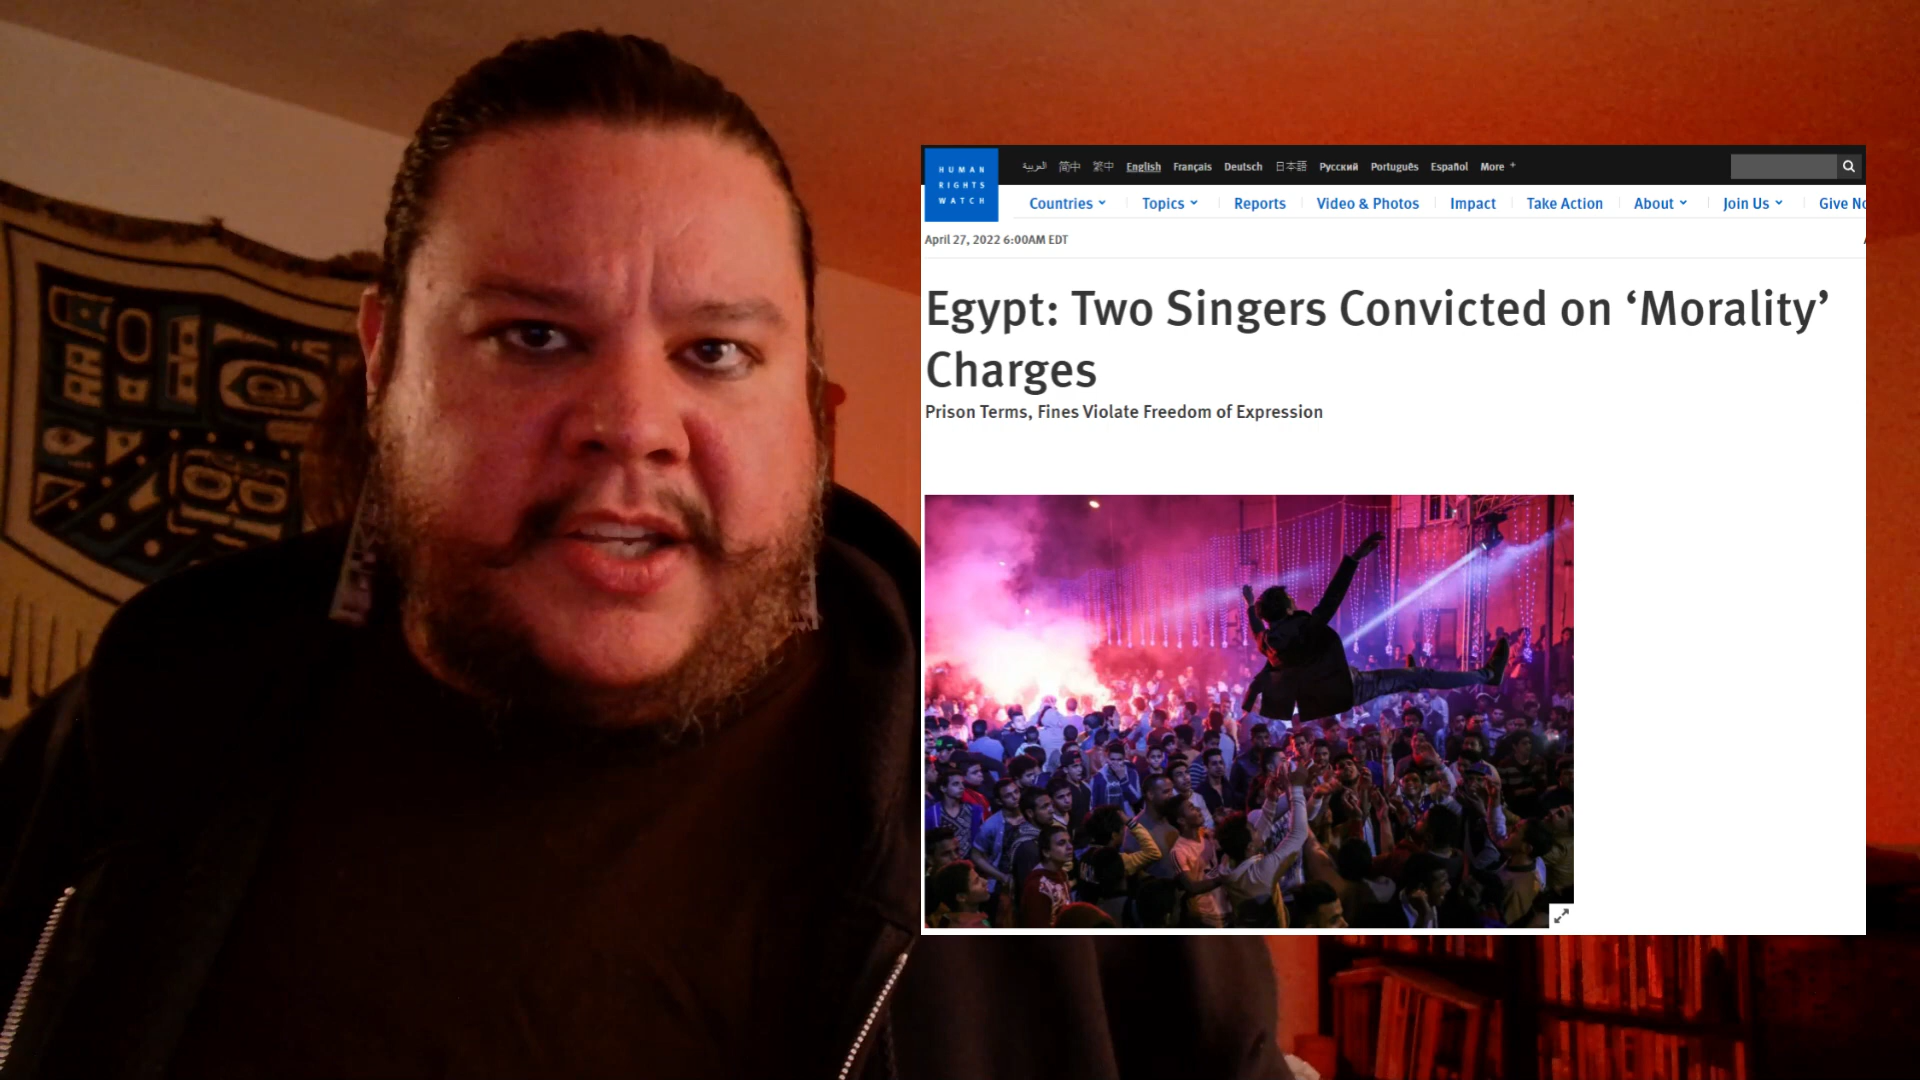 HUMAN
RIGHTS
WATCH
العربية 简中 繁中 English Français Deutsch 日本語 Русский Português Español More +
Countries Topics Reports Video & Photos Impact Take Action About Join Us Give No
April 27, 2022 6:00AM EDT
Egypt: Two Singers Convicted on ‘Morality’
Charges
Prison Terms, Fines Violate Freedom of Expression